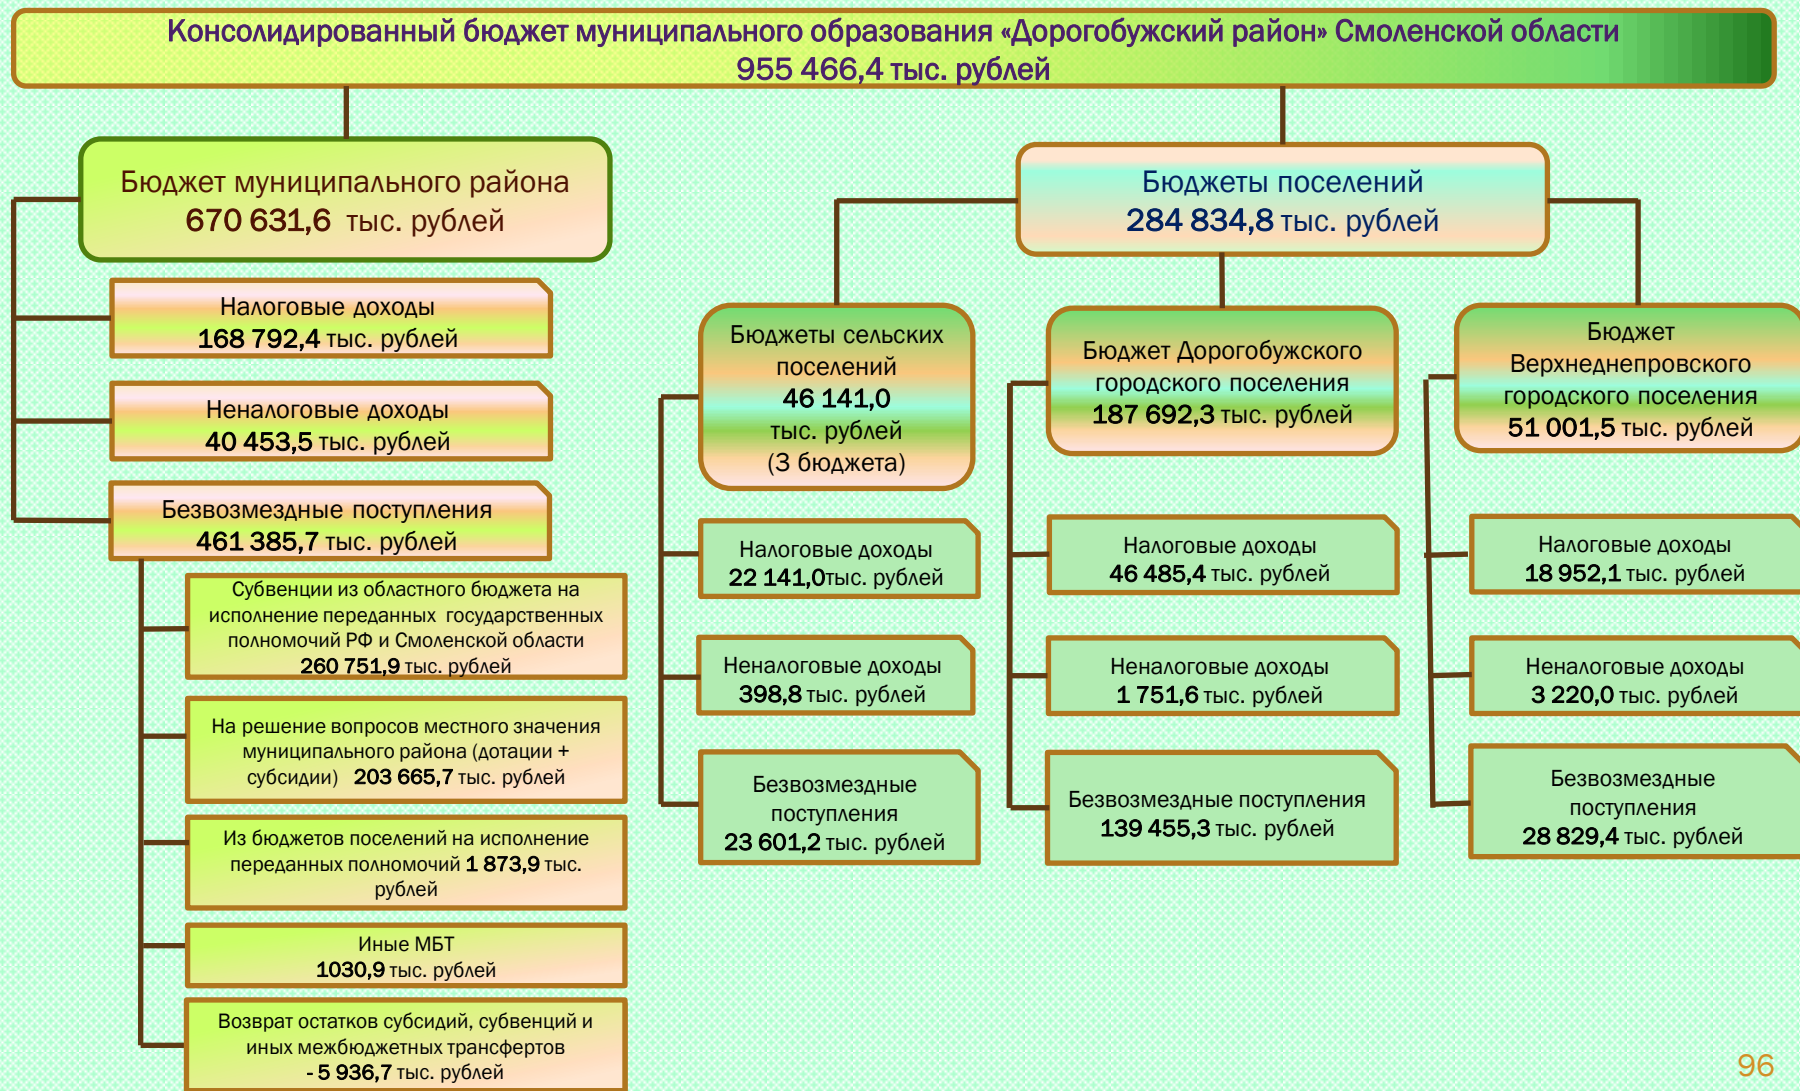 Консолидированный бюджет муниципального образования «Дорогобужский район» Смоленской области
955 466,4 тыс. рублей
Бюджет муниципального района
670 631,6 тыс. рублей
Налоговые доходы
168 792,4 тыс. рублей
Неналоговые доходы
40 453,5 тыс. рублей
Безвозмездные поступления
461 385,7 тыс. рублей
Субвенции из областного бюджета на
исполнение переданных государственных
полномочий РФ и Смоленской области
260 751,9 тыс. рублей
На решение вопросов местного значения
муниципального района (дотации +
субсидии) 203 665,7 тыс. рублей
Из бюджетов поселений на исполнение
переданных полномочий 1 873,9 тыс.
рублей
Иные МБТ
1030,9 тыс. рублей
Возврат остатков субсидий, субвенций и
иных межбюджетных трансфертов
- 5 936,7 тыс. рублей
Бюджеты поселений
284 834,8 тыс. рублей
Бюджеты сельских
поселений
46 141,0
тыс. рублей
(3 бюджета)
Налоговые доходы
22 141,0тыс. рублей
Неналоговые доходы
398,8 тыс. рублей
Безвозмездные
поступления
23 601,2 тыс. рублей
Бюджет Дорогобужского
городского поселения
187 692,3 тыс. рублей
Налоговые доходы
46 485,4 тыс. рублей
Неналоговые доходы
1 751,6 тыс. рублей
Безвозмездные поступления
139 455,3 тыс. рублей
Бюджет
Верхнеднепровского
городского поселения
51 001,5 тыс. рублей
Налоговые доходы
18 952,1 тыс. рублей
Неналоговые доходы
3 220,0 тыс. рублей
Безвозмездные
поступления
28 829,4 тыс. рублей
96